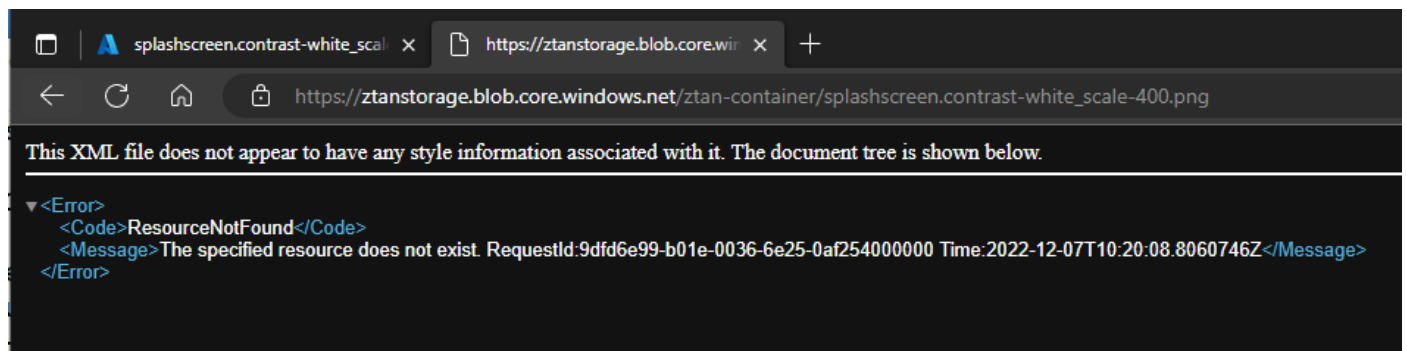 splashscreen.contrast-white_scal
https://ztanstorage.blob.core.win
https://ztanstorage.blob.core.windows.net/ztan-container/splashscreen.contrast-white_scale-400.png
This XML file does not appear to have any style information associated with it. The document tree is shown below.
▼<Error>
<Code>ResourceNotFound</Code>
<Message>The specified resource does not exist. RequestId:9dfd6e99-b01e-0036-6e25-0af254000000 Time:2022-12-07T10:20:08.8060746Z</Message>
</Error>